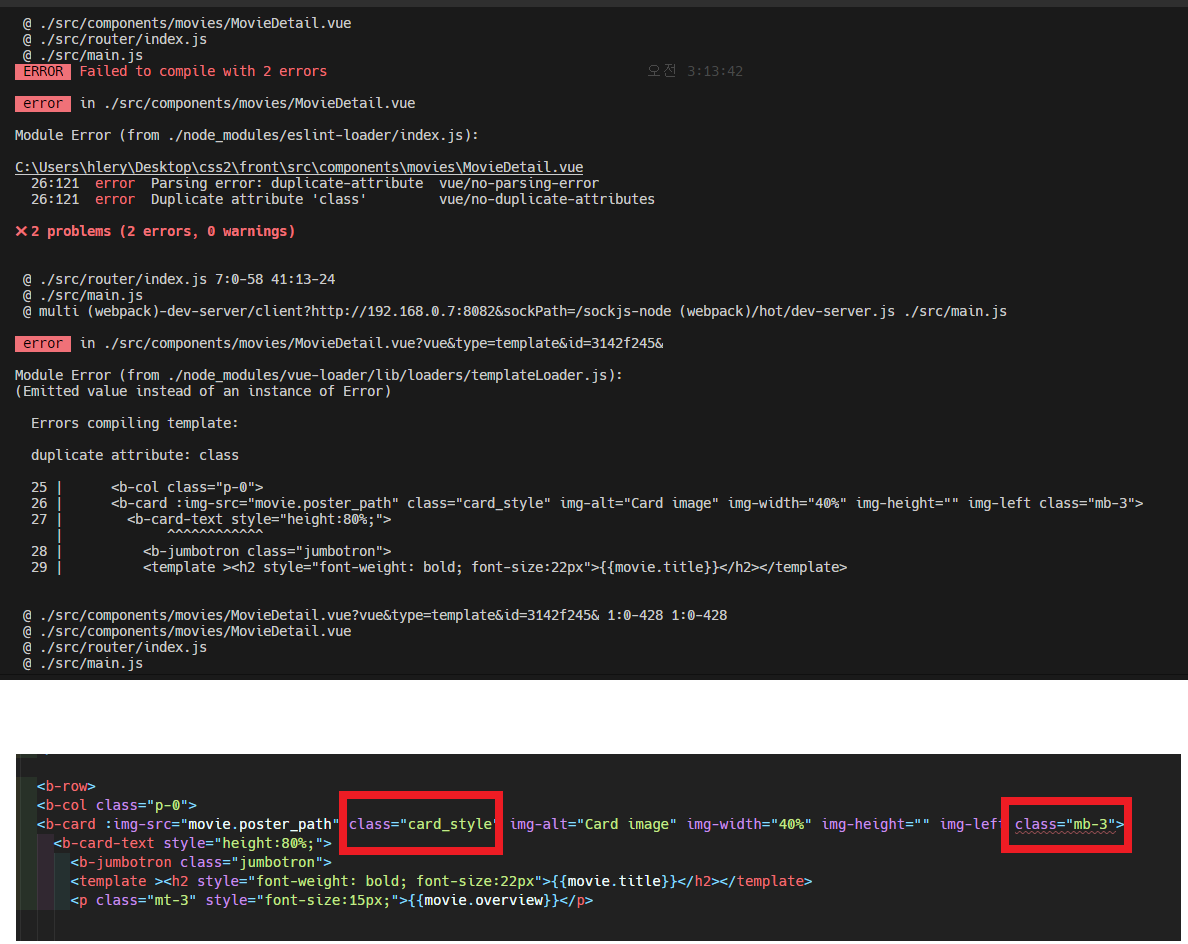 @ ./src/components/movies/MovieDetail.vue
@ ./src/router/index.js
@ ./src/main.js
ERROR Failed to compile with 2 errors 오전 3:13:42
error in ./src/components/movies/MovieDetail.vue
Module Error (from ./node_modules/eslint-loader/index.js):
C:\Users\hlery\Desktop\css2\front\src\components\movies\MovieDetail.vue
26:121 error Parsing error: duplicate-attribute vue/no-parsing-error
26:121 error Duplicate attribute 'class' vue/no-duplicate-attributes
✕ 2 problems (2 errors, 0 warnings)
@ ./src/router/index.js 7:0-58 41:13-24
@ ./src/main.js
@ multi (webpack)-dev-server/client?http://192.168.0.7:8082&sockPath=/sockjs-node (webpack)/hot/dev-server.js ./src/main.js
error in ./src/components/movies/MovieDetail.vue?vue&type=template&id=3142f245&
Module Error (from ./node_modules/vue-loader/lib/loaders/templateLoader.js):
(Emitted value instead of an instance of Error)
Errors compiling template:
duplicate attribute: class
25 | <b-col class="p-0">
26 | <b-card :img-src="movie.poster_path" class="card_style" img-alt="Card image" img-width="40%" img-height="" img-left class="mb-3">
27 | <b-card-text style="height:80%;">
| ^^^^^^^^^^^^
28 | <b-jumbotron class="jumbotron">
29 | <template ><h2 style="font-weight: bold; font-size:22px">{{movie.title}}</h2></template>
@ ./src/components/movies/MovieDetail.vue?vue&type=template&id=3142f245& 1:0-428 1:0-428
@ ./src/components/movies/MovieDetail.vue
@ ./src/router/index.js
@ ./src/main.js
<b-row>
<b-col class="p-0">
<b-card :img-src="movie.poster_path" class="card_style" img-alt="Card image" img-width="40%" img-height="" img-left class="mb-3">
<b-card-text style="height:80%;">
<b-jumbotron class="jumbotron">
<template ><h2 style="font-weight: bold; font-size:22px">{{movie.title}}</h2></template>
<p class="mt-3" style="font-size:15px;">{{movie.overview}}</p>